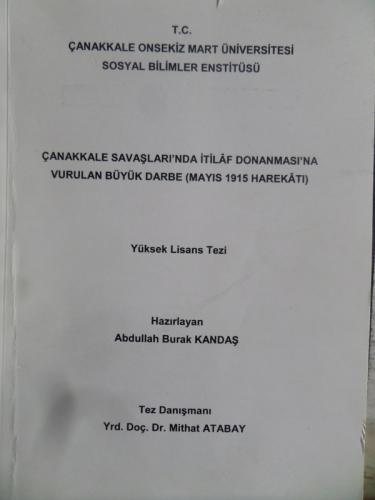 T.C.
ÇANAKKALE ONSEKİZ MART ÜNİVERSİTESİ
SOSYAL BİLİMLER ENSTİTÜSÜ
ÇANAKKALE SAVAŞLARI'NDA İTİLÂF DONANMASI'NA
VURULAN BÜYÜK DARBE (MAYIS 1915 HAREKÂTI)
Yüksek Lisans Tezi
Hazırlayan
Abdullah Burak KANDAŞ
Tez Danışmanı
Yrd. Doç. Dr. Mithat ATABAY